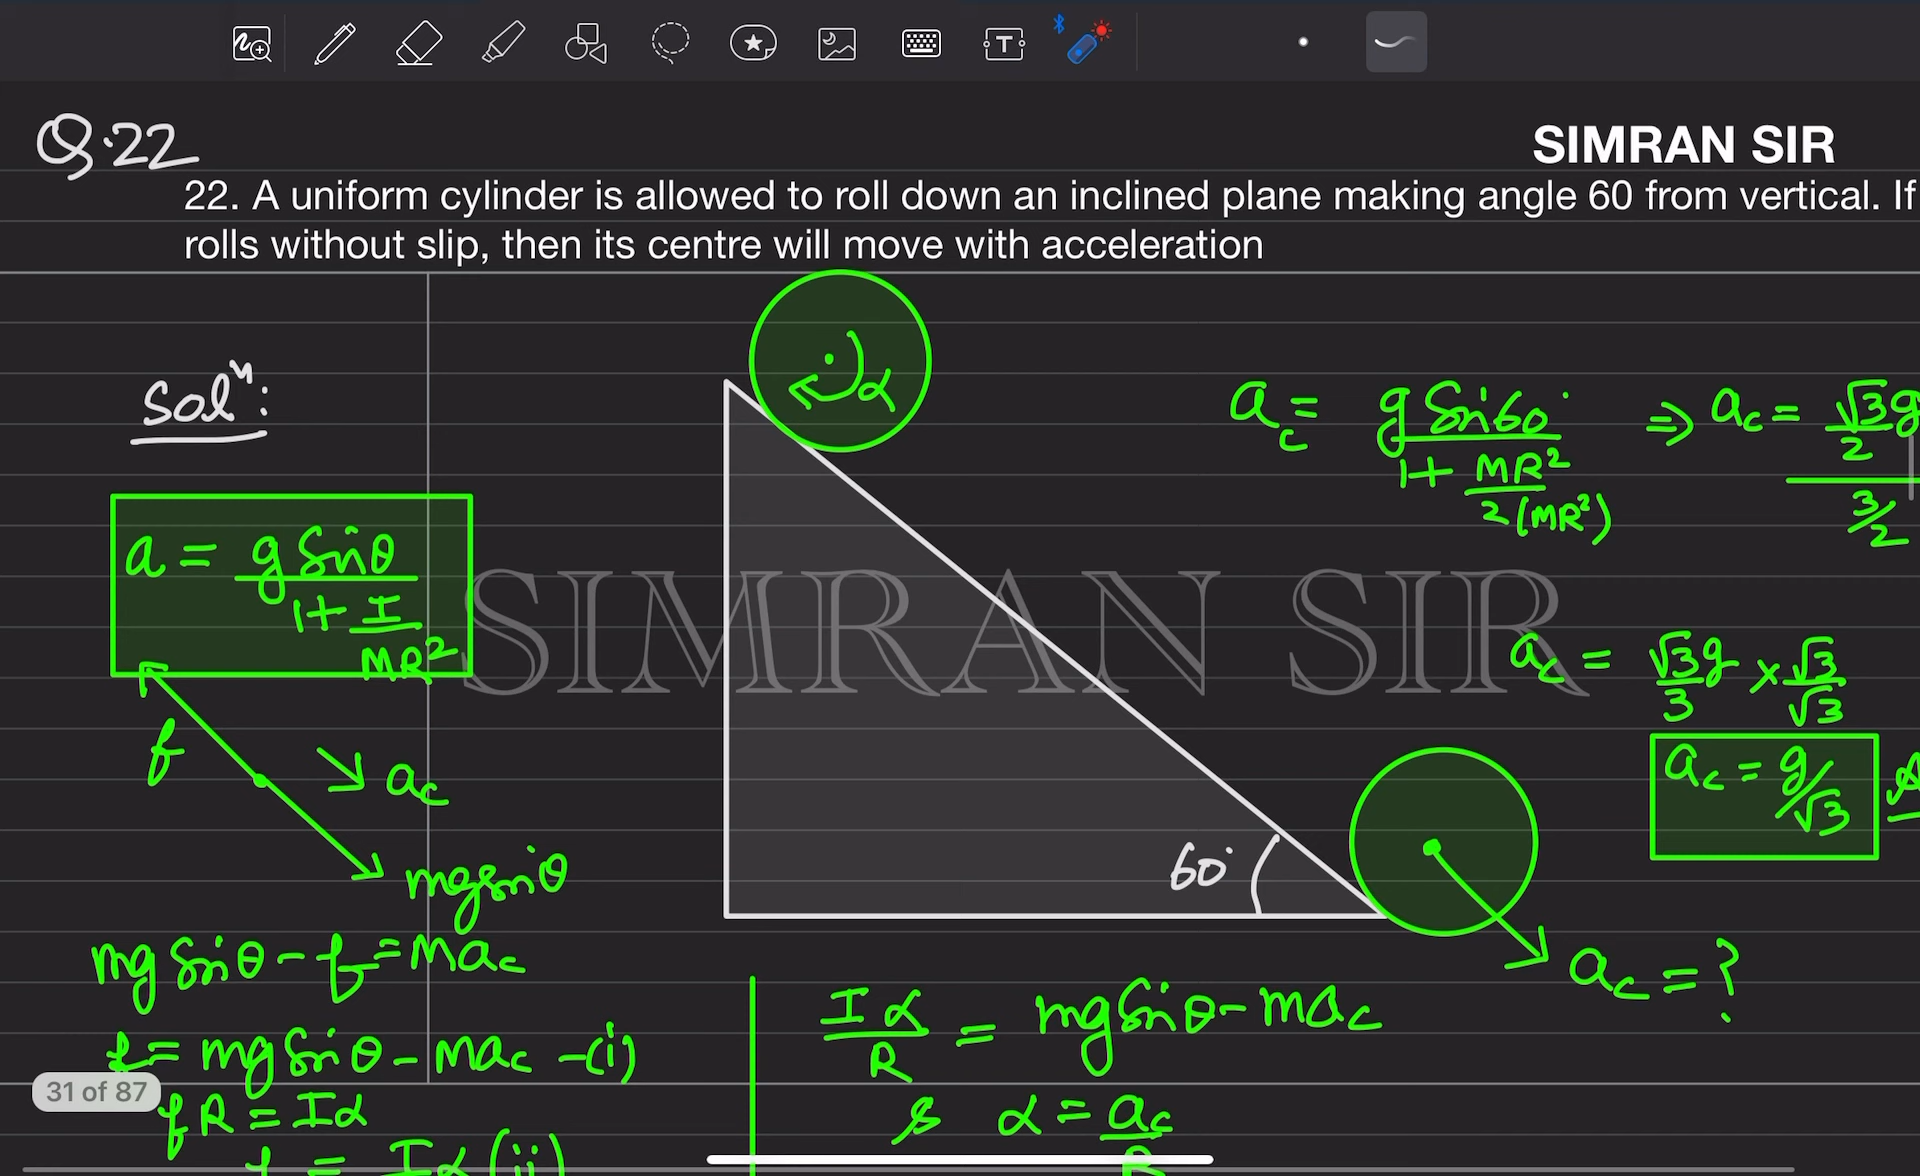 Q.22
SIMRAN SIR
22. A uniform cylinder is allowed to roll down an inclined plane making angle 60 from vertical. If
rolls without slip, then its centre will move with acceleration
Solⁿ:
α
a_c = g Sin60° / (1 + MR²/2(MR²)) ⇒ a_c = (√3g/2) / (3/2)
a = g Sinθ / (1 + I/MR²)
SIMRAN SIR
a_c = √3g/3 × √3/√3
a_c = g/√3
f
a_c
mgsinθ
60°
a_c = ?
mg Sinθ - f = Ma_c
f = mg Sinθ - Ma_c -(i)
fR = Iα
f = Iα (ii)
Iα/R = mg Sinθ - ma_c
& α = a_c/R
31 of 87